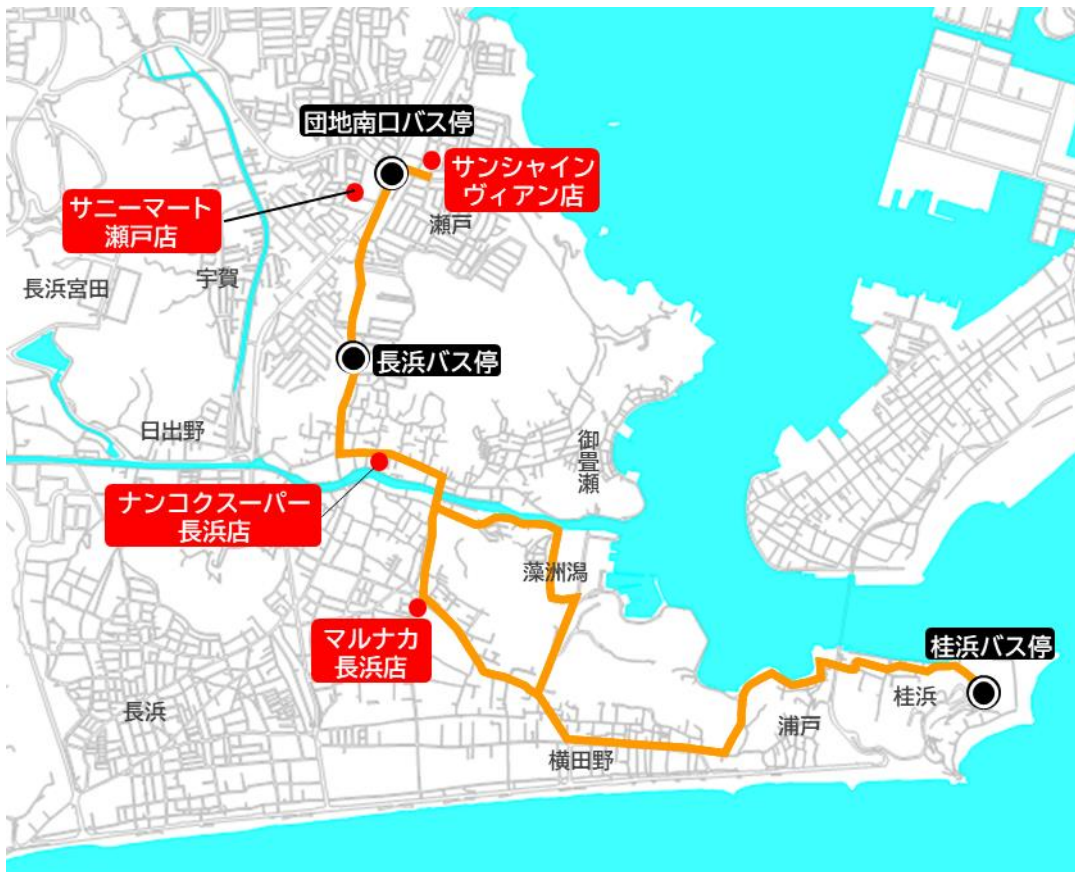 団地南口バス停
サンシャイン
ヴィアン店
サニーマート
瀬戸店
瀬戸
宇賀
長浜宮田
長浜バス停
日出野
御畳瀬
ナンコクスーパー
長浜店
藻洲潟
マルナカ
長浜店
桂浜バス停
長浜
桂浜
浦戸
横田野